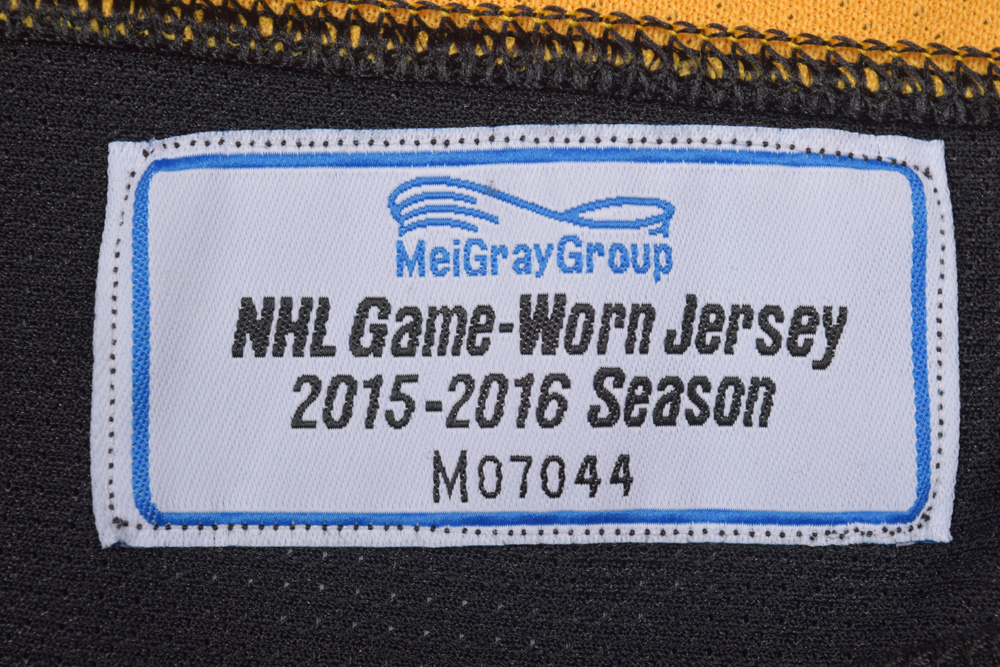 MeiGrayGroup
NHL Game-Worn Jersey
2015-2016 Season
M07044